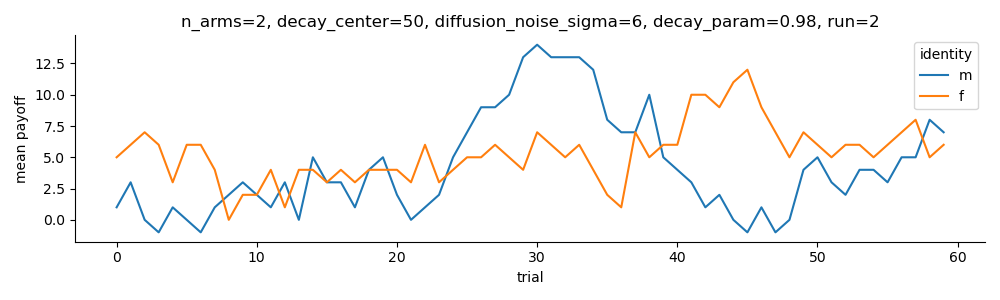 n_arms=2, decay_center=50, diffusion_noise_sigma=6, decay_param=0.98, run=2
identity
m
f
mean payoff
12.5
10.0
7.5
5.0
2.5
0.0
0 10 20 30 40 50 60
trial